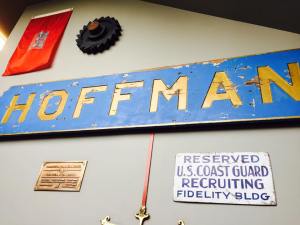 HOFFMAN
RESERVED
U.S. COAST GUARD
RECRUITING
FIDELITY BLDG